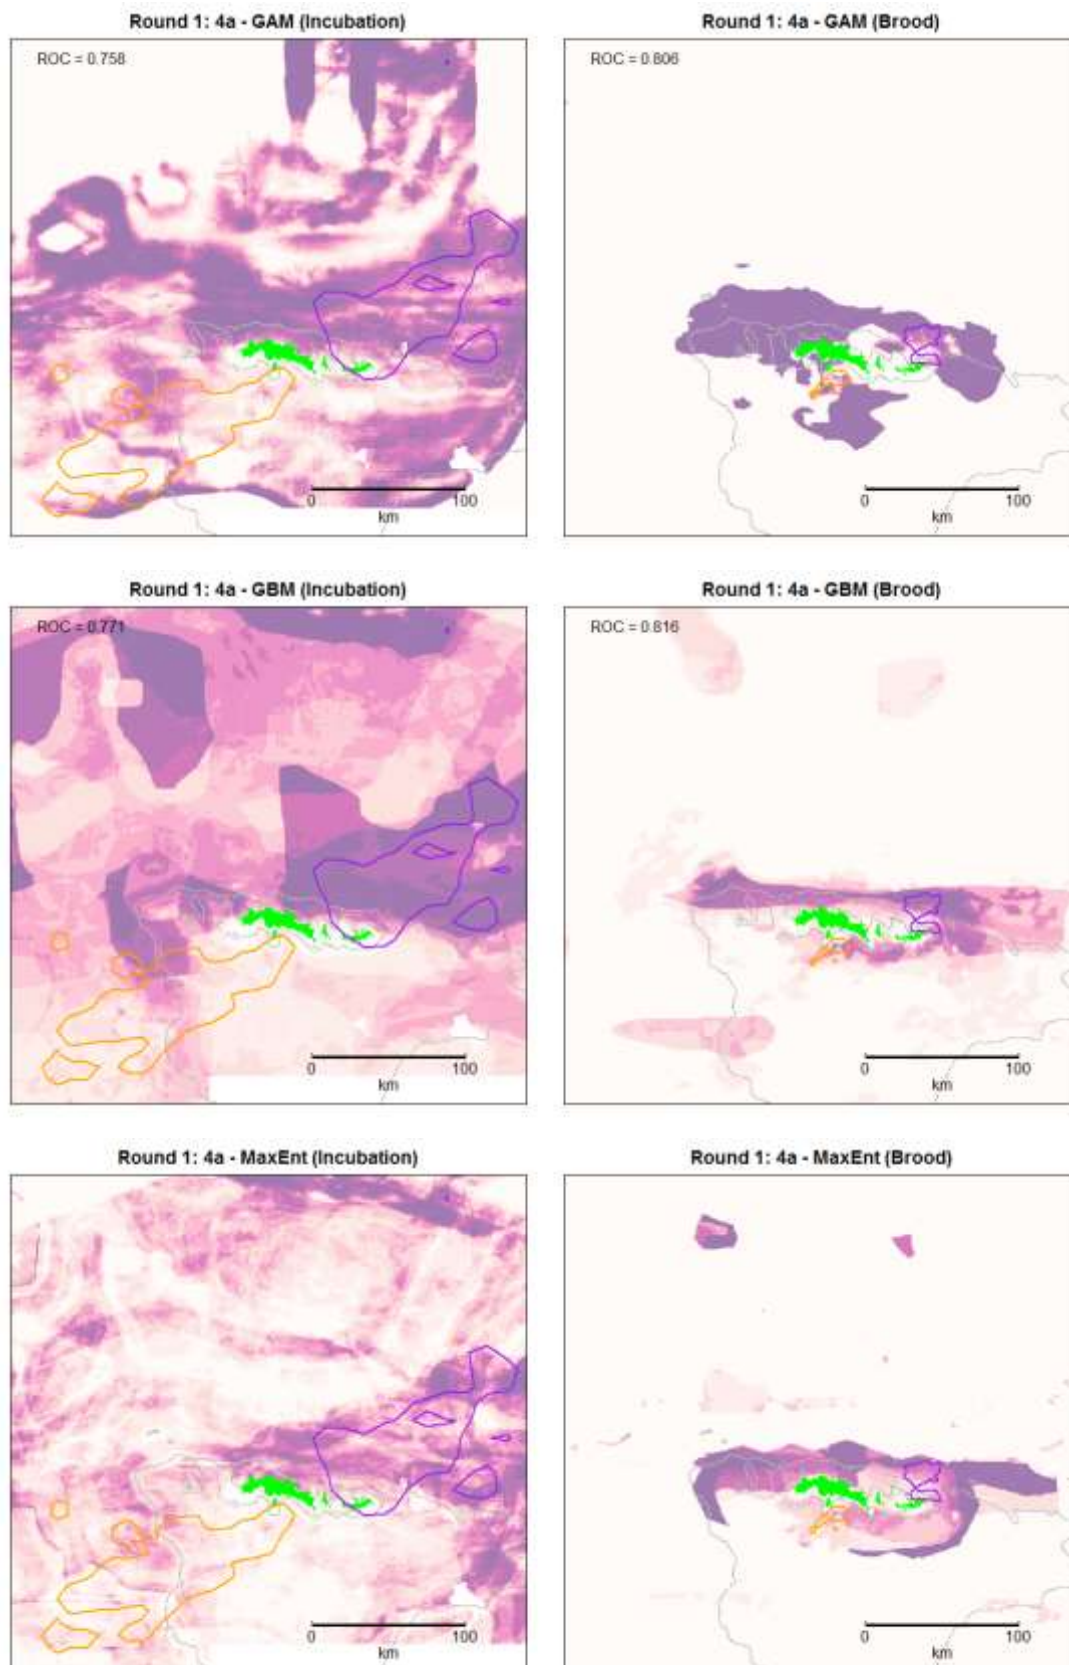 Round 1: 4a - GAM (Incubation)
Round 1: 4a - GAM (Brood)
ROC = 0.758
ROC = 0.806
0 100
km
0 100
km
Round 1: 4a - GBM (Incubation)
Round 1: 4a - GBM (Brood)
ROC = 0.771
ROC = 0.816
0 100
km
0 100
km
Round 1: 4a - MaxEnt (Incubation)
Round 1: 4a - MaxEnt (Brood)
0 100
km
0 100
km